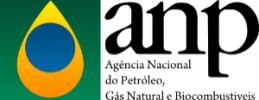 anp
Agência Nacional
do Petróleo,
Gás Natural e Biocombustíveis